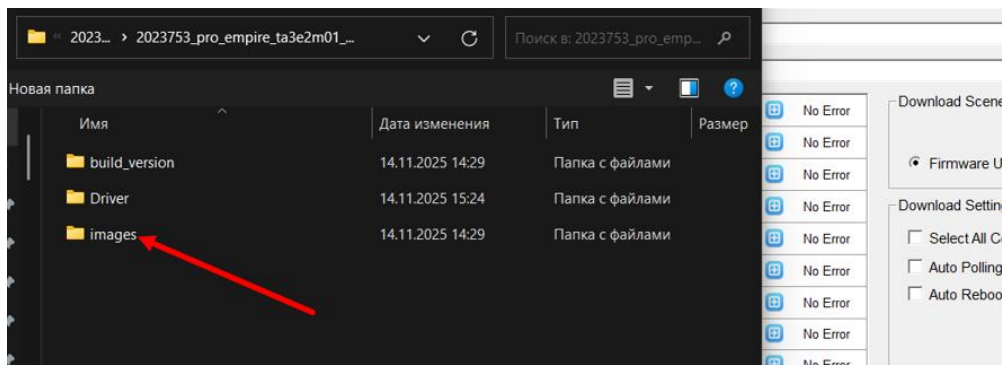 2023... › 2023753_pro_empire_ta3e2m01_...
Поиск в: 2023753_pro_emp...
Новая папка
Имя Дата изменения Тип Размер
build_version 14.11.2025 14:29 Папка с файлами
Driver 14.11.2025 15:24 Папка с файлами
images 14.11.2025 14:29 Папка с файлами
No Error
No Error
No Error
No Error
No Error
No Error
No Error
No Error
No Error
Download Scene
Firmware U
Download Setting
Select All C
Auto Polling
Auto Reboo